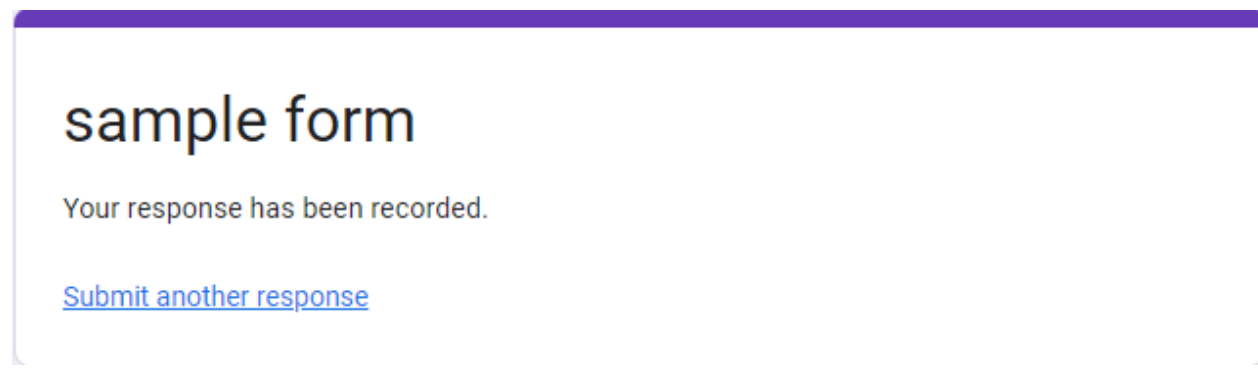 sample form
Your response has been recorded.
Submit another response